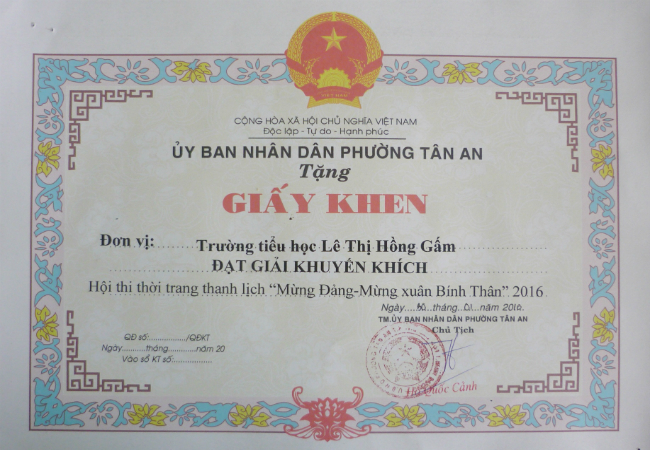 CỘNG HÒA XÃ HỘI CHỦ NGHĨA VIỆT NAM
Độc lập - Tự do - Hạnh phúc
ỦY BAN NHÂN DÂN PHƯỜNG TÂN AN
Tặng
GIẤY KHEN
Đơn vị: Trường tiểu học Lê Thị Hồng Gấm
ĐẠT GIẢI KHUYẾN KHÍCH
Hội thi thời trang thanh lịch “Mừng Đảng-Mừng xuân Bính Thân” 2016
Ngày.....tháng.....năm 2016
TM.ỦY BAN NHÂN DÂN PHƯỜNG TÂN AN
Chủ Tịch
QĐ số:................/QĐKT
Ngày..........tháng............năm 20
Vào sổ KT số:.................
Hồ Quốc Cảnh